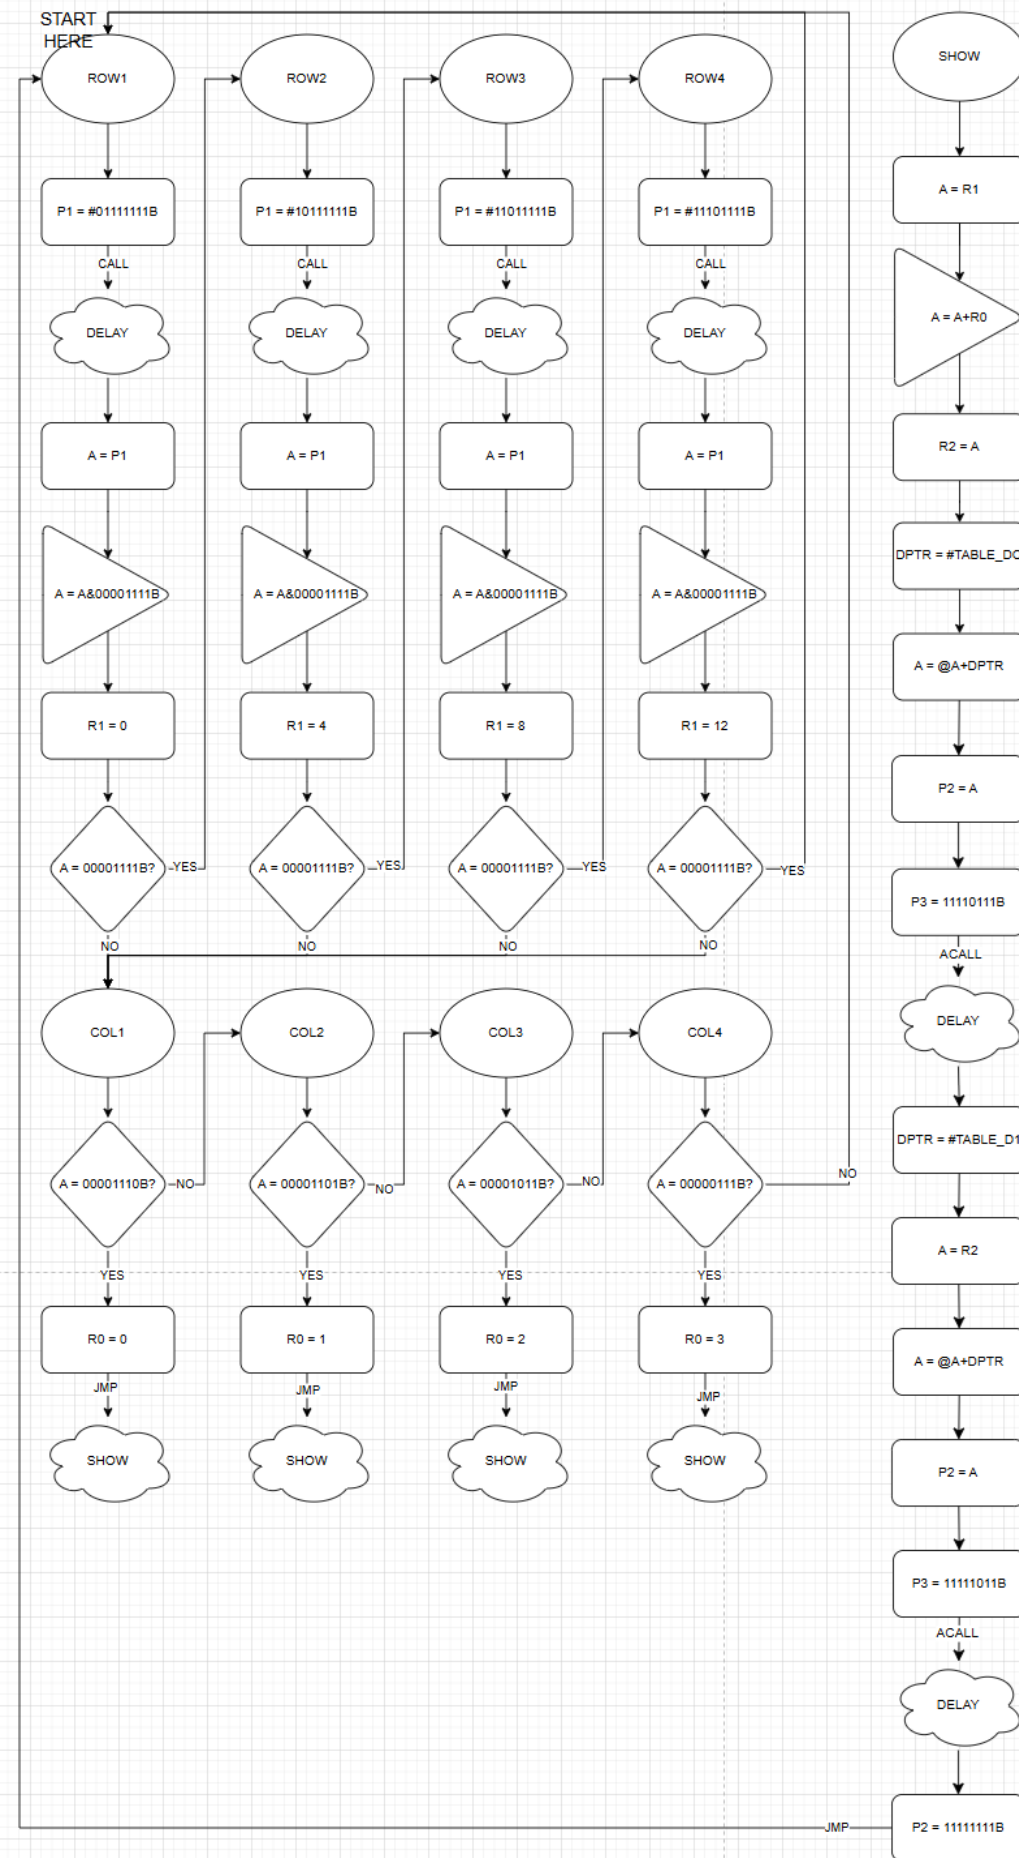 START
HERE
ROW1
ROW2
ROW3
ROW4
P1 = #01111111B
P1 = #10111111B
P1 = #11011111B
P1 = #11101111B
CALL
CALL
CALL
CALL
DELAY
DELAY
DELAY
DELAY
A = P1
A = P1
A = P1
A = P1
A = A&00001111B
A = A&00001111B
A = A&00001111B
A = A&00001111B
R1 = 0
R1 = 4
R1 = 8
R1 = 12
A = 00001111B?
YES
A = 00001111B?
YES
A = 00001111B?
YES
A = 00001111B?
YES
NO
NO
NO
NO
COL1
COL2
COL3
COL4
A = 00001110B?
NO
A = 00001101B?
NO
A = 00001011B?
NO
A = 00000111B?
NO
YES
YES
YES
YES
R0 = 0
R0 = 1
R0 = 2
R0 = 3
JMP
JMP
JMP
JMP
SHOW
SHOW
SHOW
SHOW
SHOW
A = R1
A = A+R0
R2 = A
DPTR = #TABLE_D0
A = @A+DPTR
P2 = A
P3 = 11110111B
ACALL
DELAY
DPTR = #TABLE_D1
A = R2
A = @A+DPTR
P2 = A
P3 = 11111011B
ACALL
DELAY
P2 = 11111111B
JMP